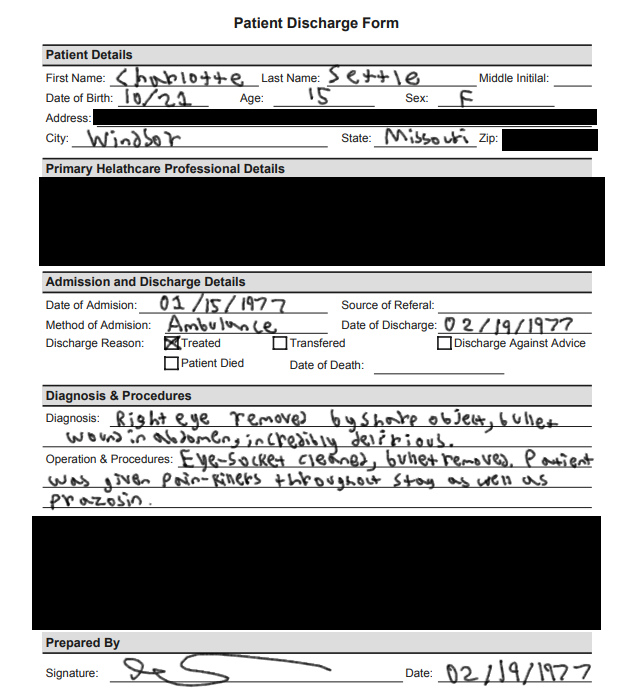 Patient Discharge Form
Patient Details
First Name: Charlotte Last Name: Settle Middle Initilal:
Date of Birth: 10/21 Age: 15 Sex: F
Address:
City: Windsor State: Missouri Zip:
Primary Helathcare Professional Details
Admission and Discharge Details
Date of Admision: 01/15/1977 Source of Referal:
Method of Admision: Ambulance Date of Discharge: 02/19/1977
Discharge Reason: Treated Transfered Discharge Against Advice
Patient Died Date of Death:
Diagnosis & Procedures
Diagnosis: Right eye removed by sharp object, bullet
wound in abdomen, incredibly delirious.
Operation & Procedures: Eye-socket cleaned, bullet removed. Patient
was given pain-killers throughout stay as well as
prazosin.
Prepared By
Signature: Date: 02/19/1977